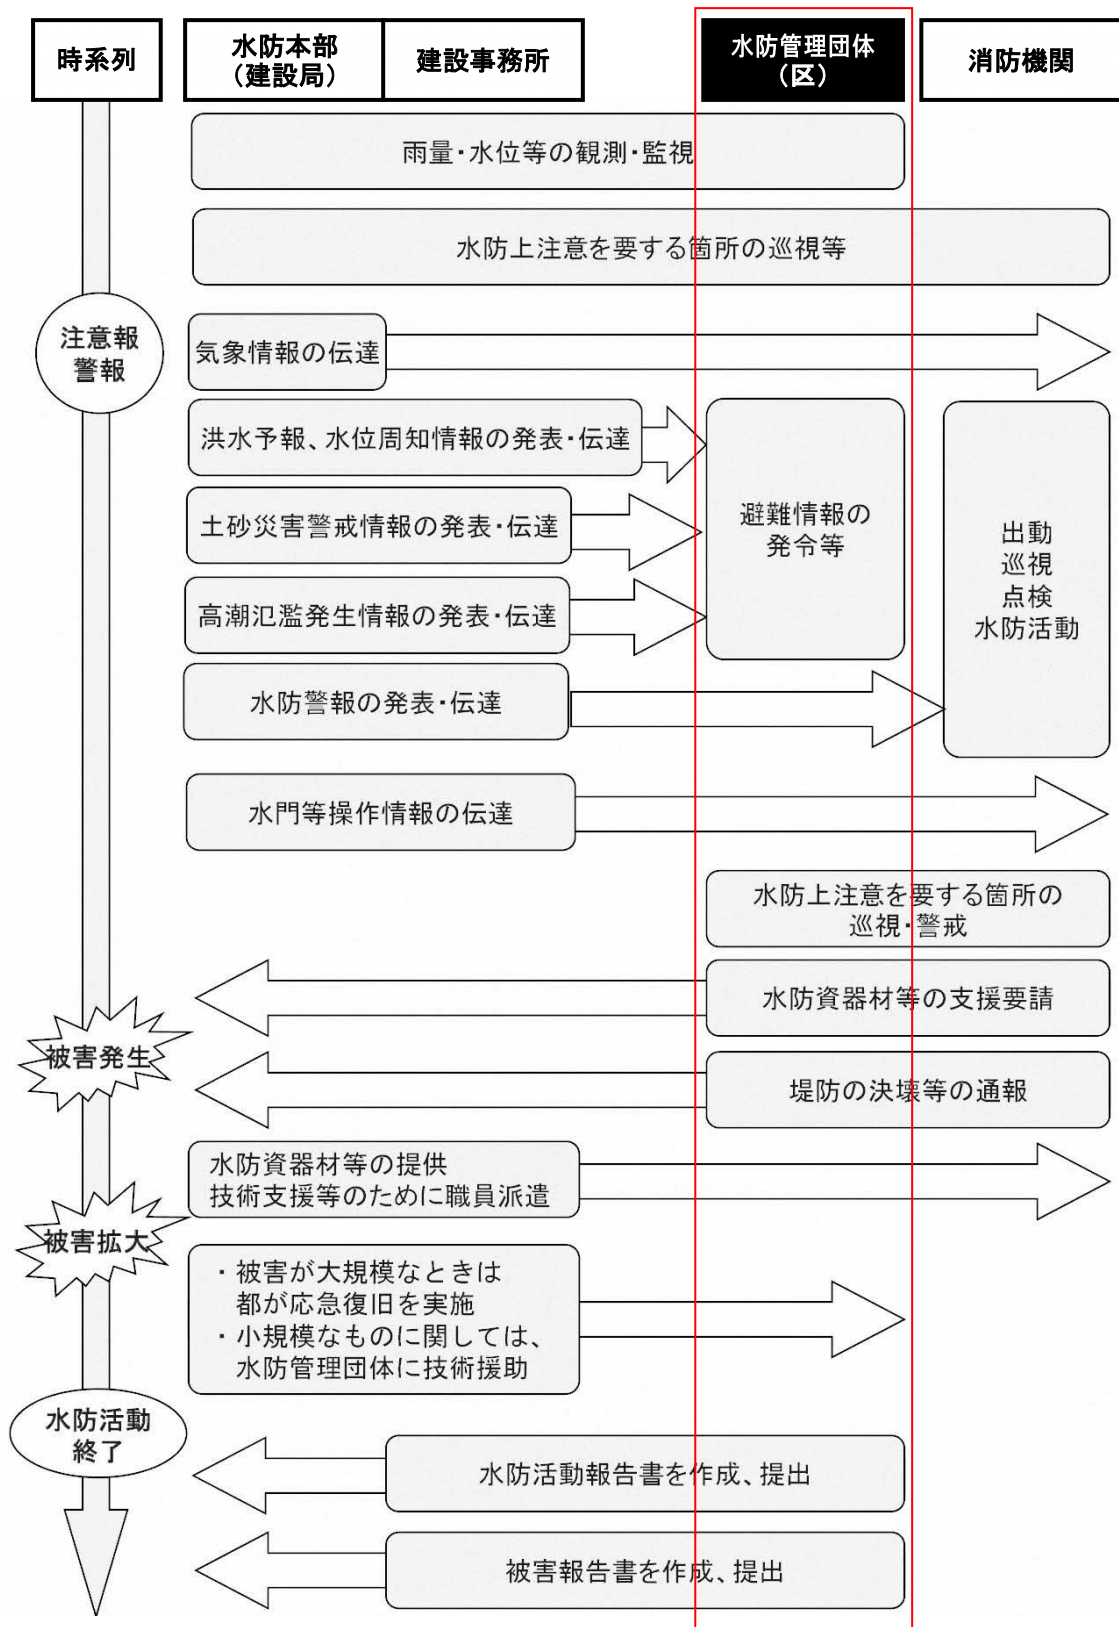 時系列
水防本部
（建設局）
建設事務所
水防管理団体
（区）
消防機関
雨量・水位等の観測・監視
水防上注意を要する箇所の巡視等
注意報
警報
気象情報の伝達
洪水予報、水位周知情報の発表・伝達
土砂災害警戒情報の発表・伝達
高潮氾濫発生情報の発表・伝達
避難情報の
発令等
出動
巡視
点検
水防活動
水防警報の発表・伝達
水門等操作情報の伝達
水防上注意を要する箇所の
巡視・警戒
水防資器材等の支援要請
被害発生
堤防の決壊等の通報
水防資器材等の提供
技術支援等のために職員派遣
被害拡大
・被害が大規模なときは
都が応急復旧を実施
・小規模なものに関しては、
水防管理団体に技術援助
水防活動
終了
水防活動報告書を作成、提出
被害報告書を作成、提出